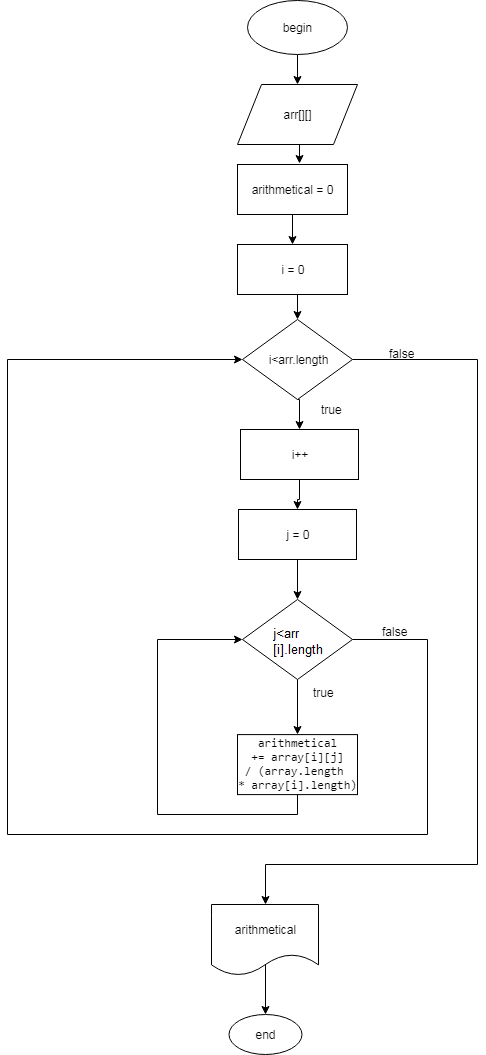 begin
arr[][]
arithmetical = 0
i = 0
i<arr.length
false
true
i++
j = 0
j<arr
[i].length
false
true
arithmetical
+= array[i][j]
/ (array.length
* array[i].length)
arithmetical
end